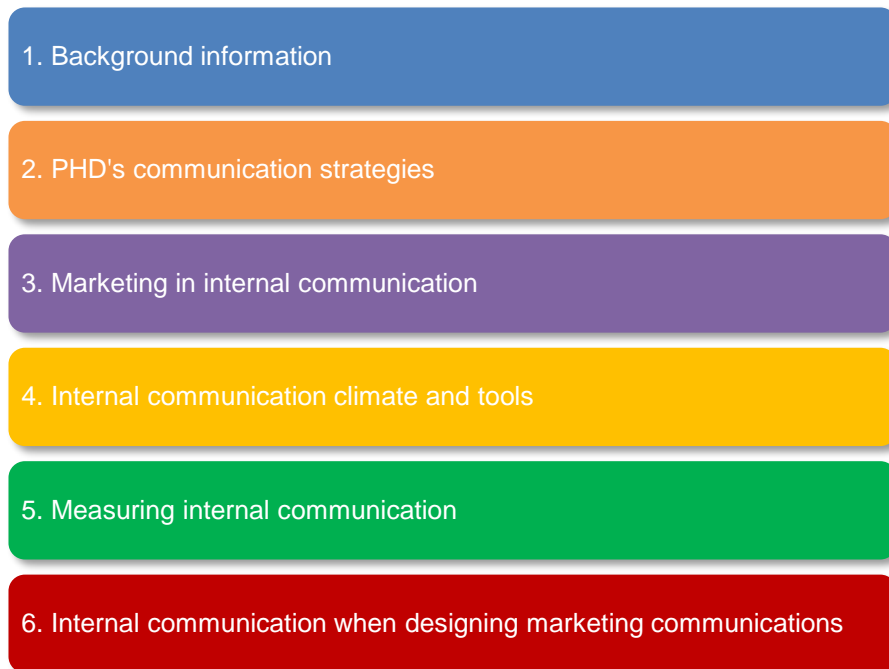 1. Background information
2. PHD's communication strategies
3. Marketing in internal communication
4. Internal communication climate and tools
5. Measuring internal communication
6. Internal communication when designing marketing communications